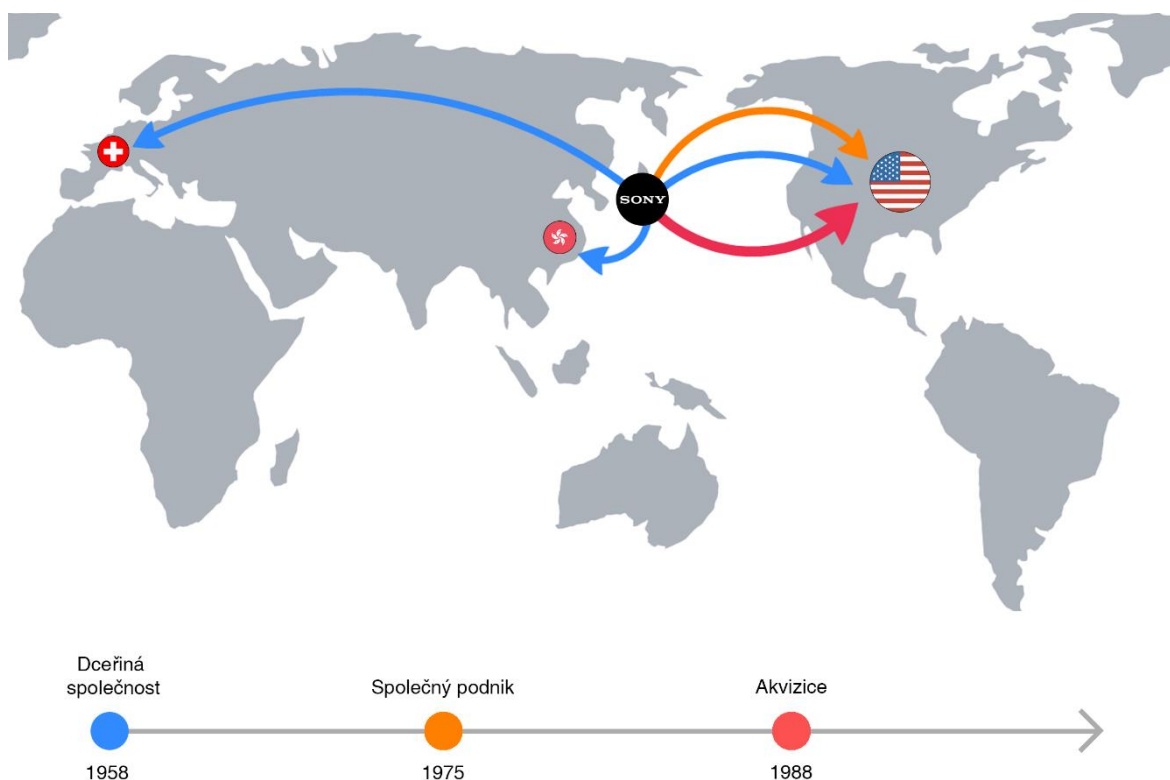 SONY
Dceřiná
společnost
Společný podnik
Akvizice
1958
1975
1988